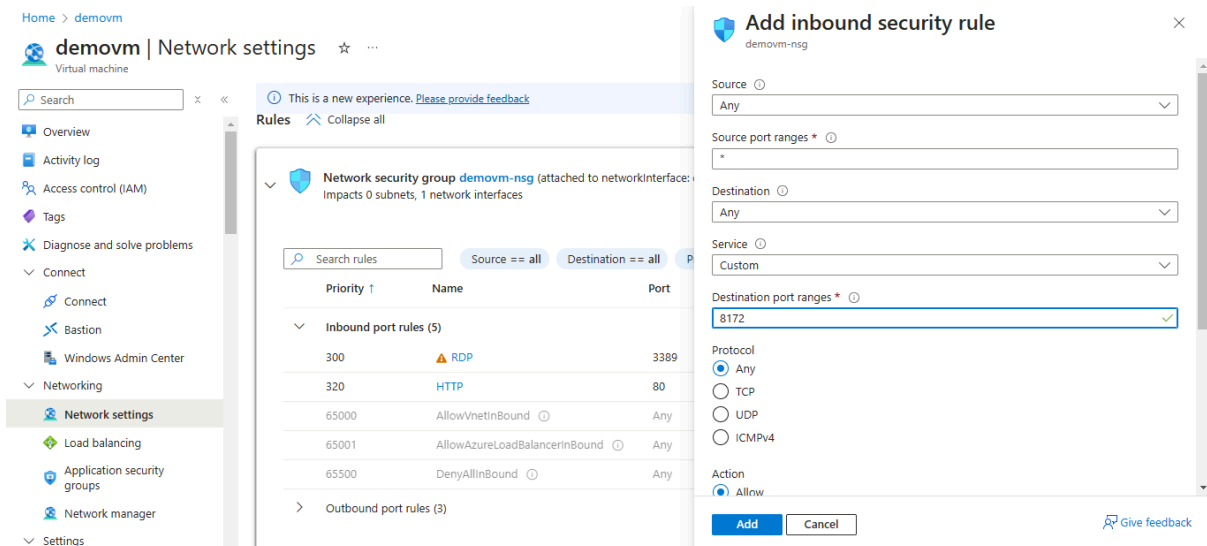 Home > demovm
demovm | Network settings
Virtual machine
Search
Overview
Activity log
Access control (IAM)
Tags
Diagnose and solve problems
Connect
Connect
Bastion
Windows Admin Center
Networking
Network settings
Load balancing
Application security
groups
Network manager
Settings
This is a new experience. Please provide feedback
Rules Collapse all
Network security group demovm-nsg (attached to networkInterface:
Impacts 0 subnets, 1 network interfaces
Search rules Source == all Destination == all P
Priority ↑ Name Port
Inbound port rules (5)
300 RDP 3389
320 HTTP 80
65000 AllowVnetInBound Any
65001 AllowAzureLoadBalancerInBound Any
65500 DenyAllInBound Any
Outbound port rules (3)
Add inbound security rule
demovm-nsg
Source
Any
Source port ranges *
*
Destination
Any
Service
Custom
Destination port ranges *
8172
Protocol
Any
TCP
UDP
ICMPv4
Action
Allow
Add Cancel
Give feedback